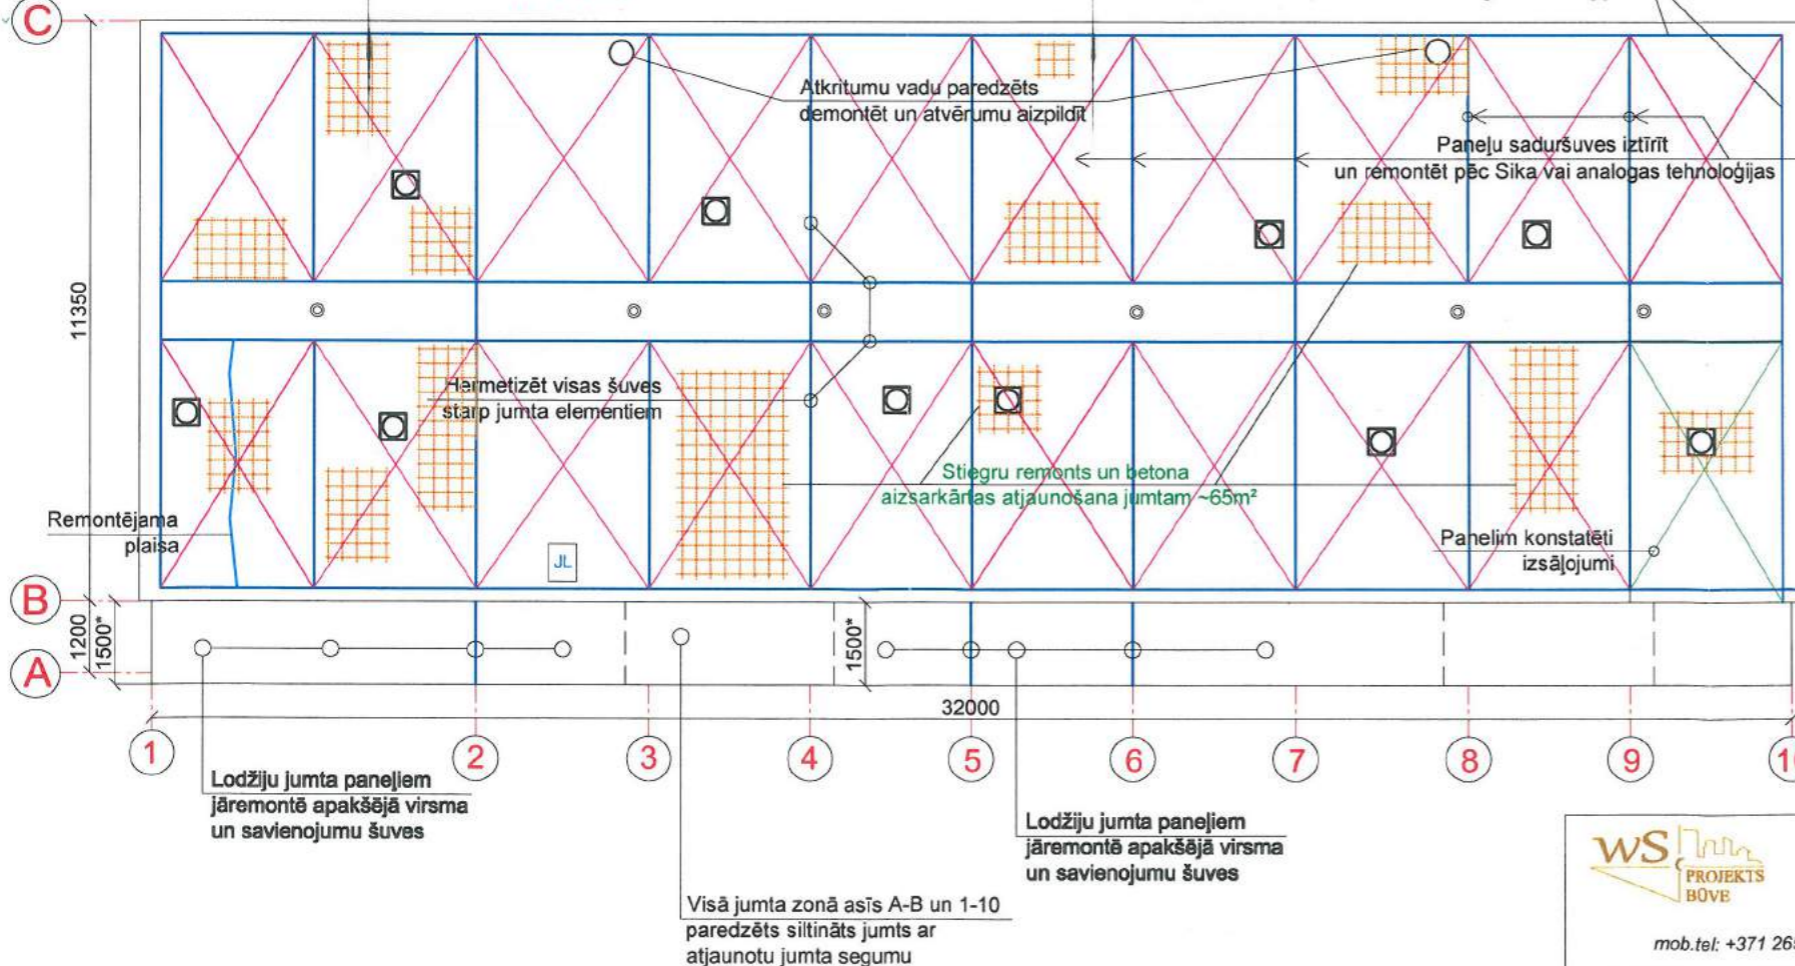 C
Atkritumu vadu paredzēts
demontēt un atvērumu aizpildīt
Paneļu saduršuves iztīrīt
un remontēt pēc Sika vai analogas tehnoloģijas
11350
Hermetizēt visas šuves
starp jumta elementiem
Stiegru remonts un betona
aizsarkārtas atjaunošana jumtam ~65m²
Remontējama
plaisa
JL
Panelim konstatēti
izsāļojumi
B
1200
1500*
1500*
A
32000
1
2
3
4
5
6
7
8
9
Lodžiju jumta paneļiem
jāremontē apakšējā virsma
un savienojumu šuves
Lodžiju jumta paneļiem
jāremontē apakšējā virsma
un savienojumu šuves
Visā jumta zonā asīs A-B un 1-10
paredzēts siltināts jumts ar
atjaunotu jumta segumu
WS
PROJEKTS
BŪVE
mob.tel: +371 26